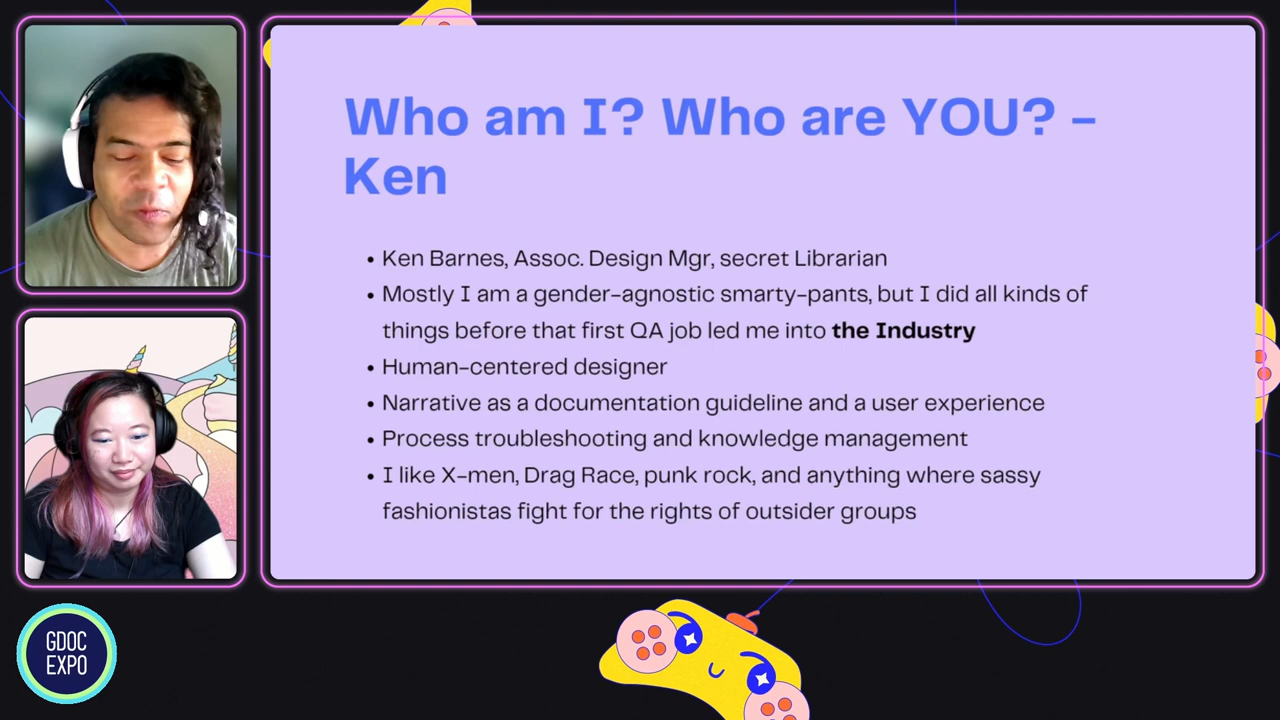 Who am I? Who are YOU? –
Ken
• Ken Barnes, Assoc. Design Mgr, secret Librarian
• Mostly I am a gender-agnostic smarty-pants, but I did all kinds of
things before that first QA job led me into the Industry
• Human-centered designer
• Narrative as a documentation guideline and a user experience
• Process troubleshooting and knowledge management
• I like X-men, Drag Race, punk rock, and anything where sassy
fashionistas fight for the rights of outsider groups
GDOC
EXPO